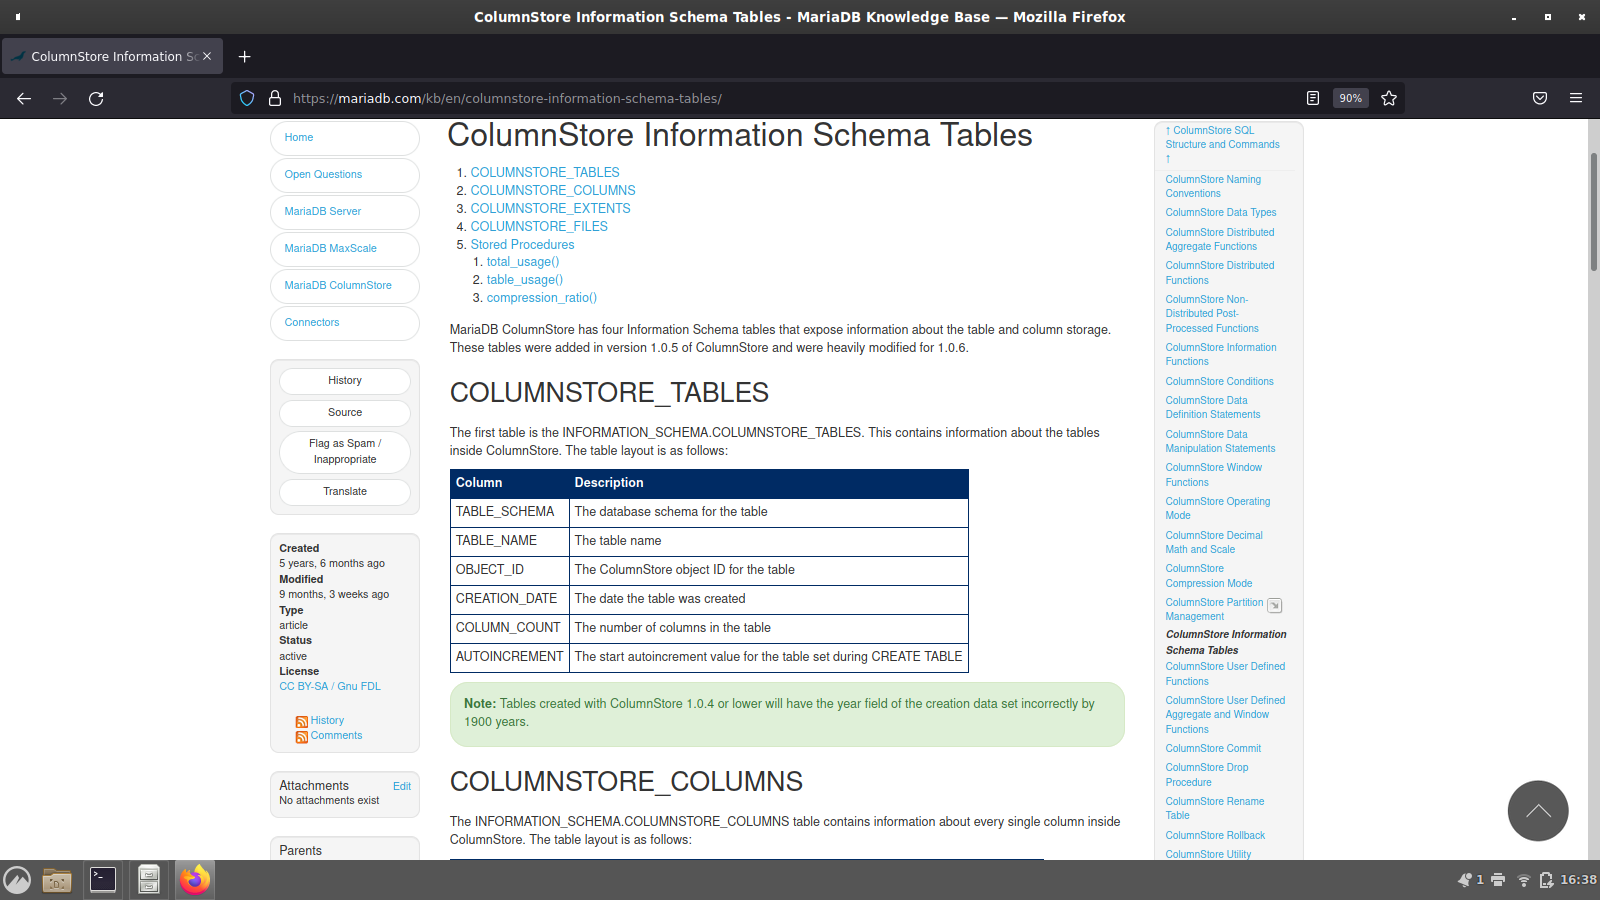 ColumnStore Information Schema Tables - MariaDB Knowledge Base — Mozilla Firefox
ColumnStore Information Sc
https://mariadb.com/kb/en/columnstore-information-schema-tables/
90%
Home
Open Questions
MariaDB Server
MariaDB MaxScale
MariaDB ColumnStore
Connectors
History
Source
Flag as Spam /
Inappropriate
Translate
Created
5 years, 6 months ago
Modified
9 months, 3 weeks ago
Type
article
Status
active
License
CC BY-SA / Gnu FDL
History
Comments
Attachments Edit
No attachments exist
Parents
ColumnStore Information Schema Tables
1. COLUMNSTORE_TABLES
2. COLUMNSTORE_COLUMNS
3. COLUMNSTORE_EXTENTS
4. COLUMNSTORE_FILES
5. Stored Procedures
1. total_usage()
2. table_usage()
3. compression_ratio()
MariaDB ColumnStore has four Information Schema tables that expose information about the table and column storage.
These tables were added in version 1.0.5 of ColumnStore and were heavily modified for 1.0.6.
COLUMNSTORE_TABLES
The first table is the INFORMATION_SCHEMA.COLUMNSTORE_TABLES. This contains information about the tables
inside ColumnStore. The table layout is as follows:
Column Description
TABLE_SCHEMA The database schema for the table
TABLE_NAME The table name
OBJECT_ID The ColumnStore object ID for the table
CREATION_DATE The date the table was created
COLUMN_COUNT The number of columns in the table
AUTOINCREMENT The start autoincrement value for the table set during CREATE TABLE
Note: Tables created with ColumnStore 1.0.4 or lower will have the year field of the creation data set incorrectly by
1900 years.
COLUMNSTORE_COLUMNS
The INFORMATION_SCHEMA.COLUMNSTORE_COLUMNS table contains information about every single column inside
ColumnStore. The table layout is as follows:
↑ ColumnStore SQL
Structure and Commands
↑
ColumnStore Naming
Conventions
ColumnStore Data Types
ColumnStore Distributed
Aggregate Functions
ColumnStore Distributed
Functions
ColumnStore Non-
Distributed Post-
Processed Functions
ColumnStore Information
Functions
ColumnStore Conditions
ColumnStore Data
Definition Statements
ColumnStore Data
Manipulation Statements
ColumnStore Window
Functions
ColumnStore Operating
Mode
ColumnStore Decimal
Math and Scale
ColumnStore
Compression Mode
ColumnStore Partition
Management
ColumnStore Information
Schema Tables
ColumnStore User Defined
Functions
ColumnStore User Defined
Aggregate and Window
Functions
ColumnStore Commit
ColumnStore Drop
Procedure
ColumnStore Rename
Table
ColumnStore Rollback
ColumnStore Utility
1
16:38